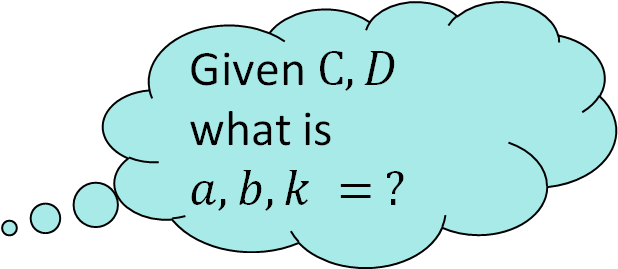 Given C, D
what is
a, b, k = ?